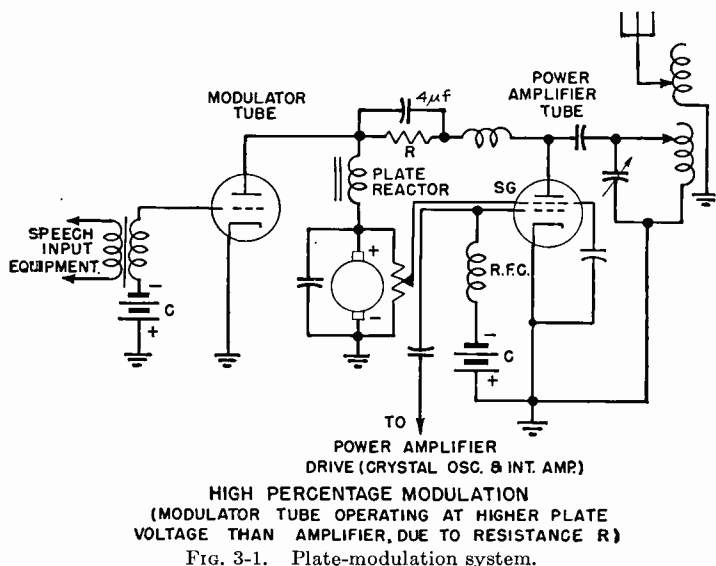 MODULATOR
TUBE
4μf
R
PLATE
REACTOR
POWER
AMPLIFIER
TUBE
SG
SPEECH
INPUT
EQUIPMENT.
-
C
+
+
-
R.F.C.
-
C
+
TO
POWER AMPLIFIER
DRIVE (CRYSTAL OSC. & INT. AMP.)
HIGH PERCENTAGE MODULATION
(MODULATOR TUBE OPERATING AT HIGHER PLATE
VOLTAGE THAN AMPLIFIER, DUE TO RESISTANCE R)
FIG. 3-1. Plate-modulation system.